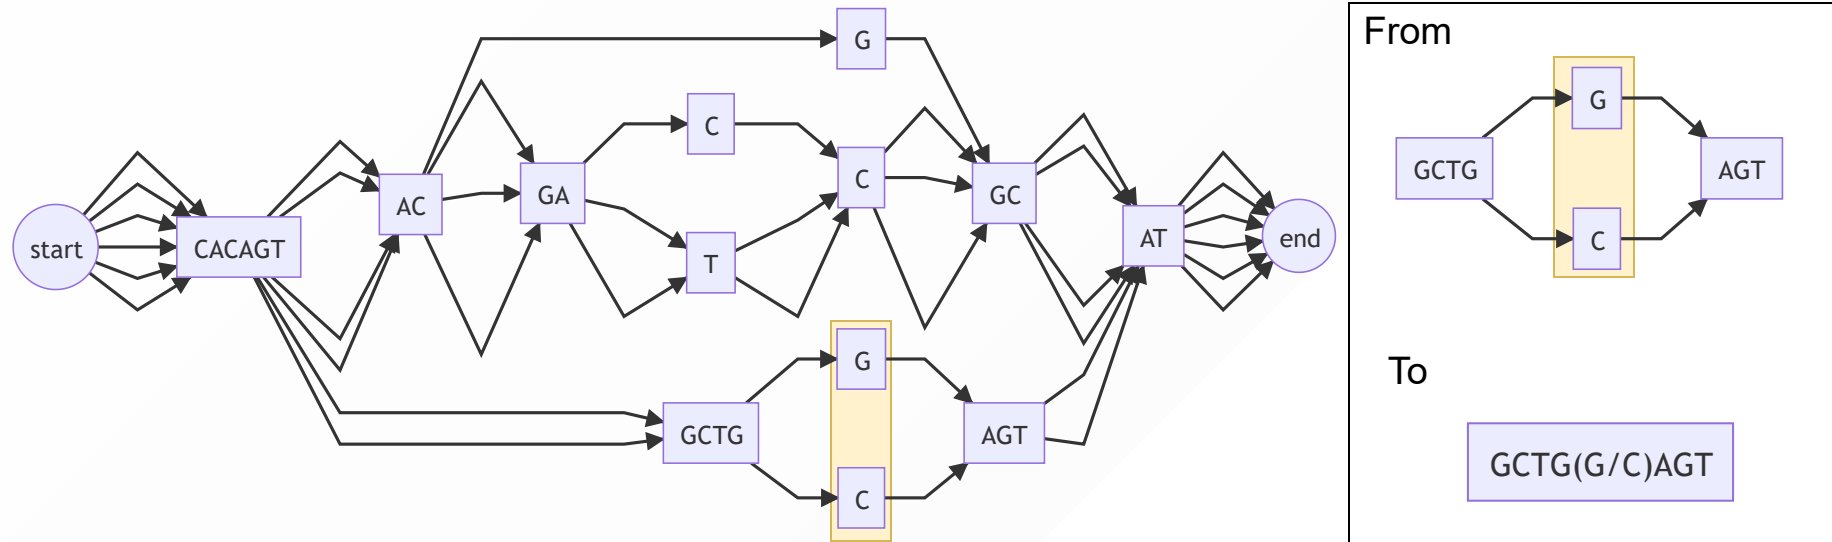 start
CACAGT
AC
G
GA
C
T
C
GC
AT
end
GCTG
G
C
AGT
From
GCTG
G
C
AGT
To
GCTG(G/C)AGT